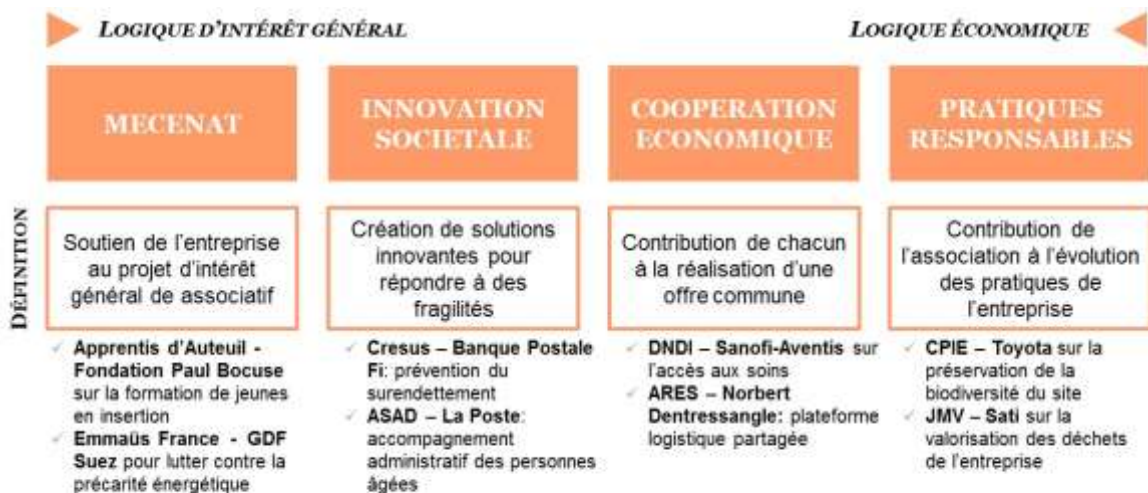 LOGIQUE D'INTÉRÊT GÉNÉRAL
LOGIQUE ÉCONOMIQUE
MECENAT
INNOVATION
SOCIETALE
COOPERATION
ECONOMIQUE
PRATIQUES
RESPONSABLES
DÉFINITION
Soutien de l'entreprise
au projet d'intérêt
général de associatif
Création de solutions
innovantes pour
répondre à des
fragilités
Contribution de chacun
à la réalisation d'une
offre commune
Contribution de
l'association à l'évolution
des pratiques de
l'entreprise
✓ Apprentis d'Auteuil -
Fondation Paul Bocuse
sur la formation de jeunes
en insertion
✓ Emmaüs France - GDF
Suez pour lutter contre la
précarité énergétique
✓ Cresus – Banque Postale
Fi: prévention du
surendettement
✓ ASAD – La Poste:
accompagnement
administratif des personnes
âgées
✓ DNDI – Sanofi-Aventis sur
l'accès aux soins
✓ ARES – Norbert
Dentressangle: plateforme
logistique partagée
✓ CPIE – Toyota sur la
préservation de la
biodiversité du site
✓ JMV – Sati sur la
valorisation des déchets
de l'entreprise